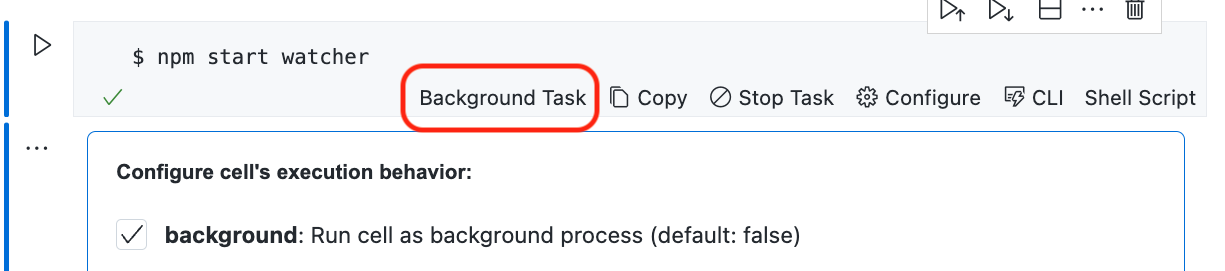 $ npm start watcher
Background Task Copy Stop Task Configure CLI Shell Script
Configure cell's execution behavior:
background: Run cell as background process (default: false)